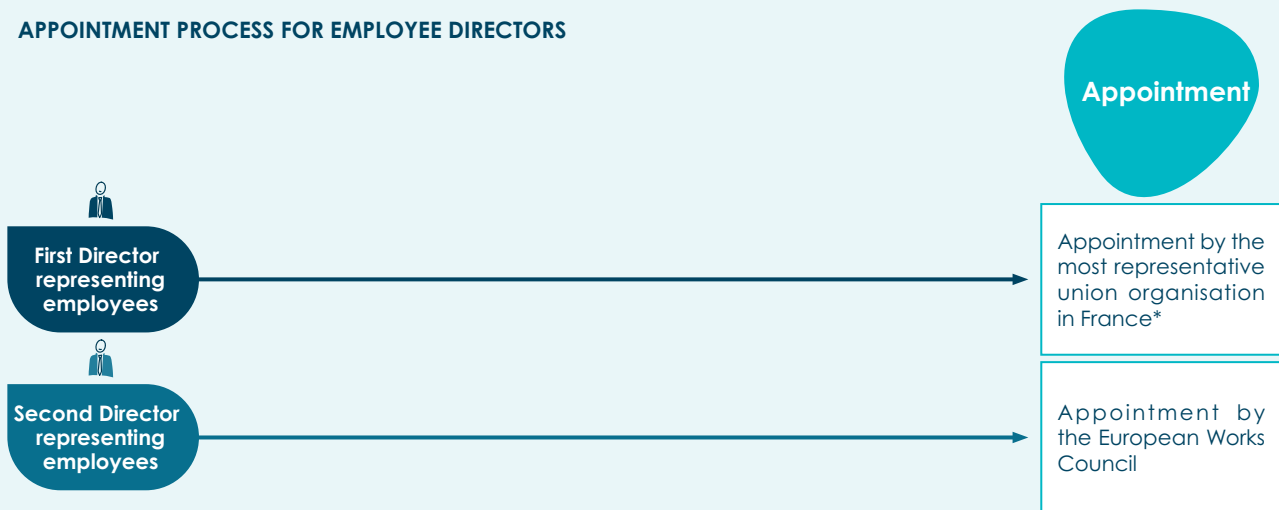 APPOINTMENT PROCESS FOR EMPLOYEE DIRECTORS
Appointment
First Director
representing
employees
Appointment by the
most representative
union organisation
in France*
Second Director
representing
employees
Appointment by
the European Works
Council